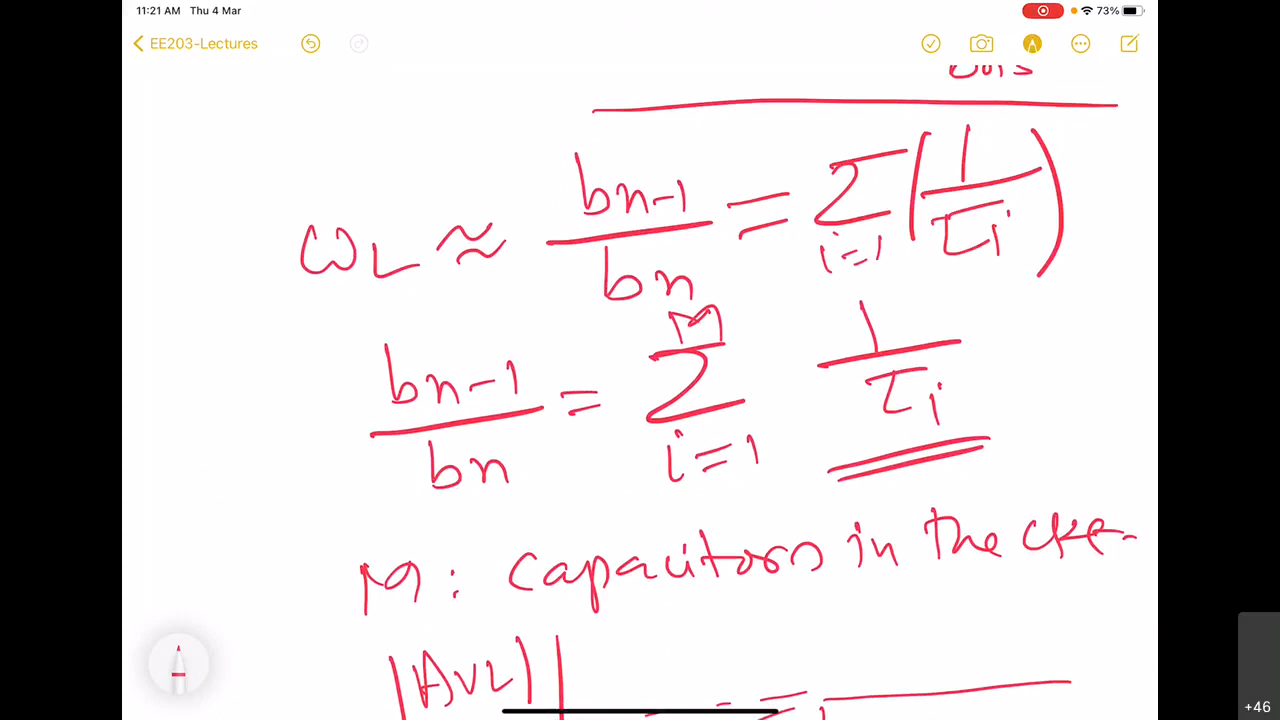 11:21 AM Thu 4 Mar 73%
EE203-Lectures
ωL ≈ bn-1/bn = Σ i=1 (1/τi)
bn-1/bn = Σ M i=1 1/τi
M: capacitors in the ckt.
|AVL|
+46